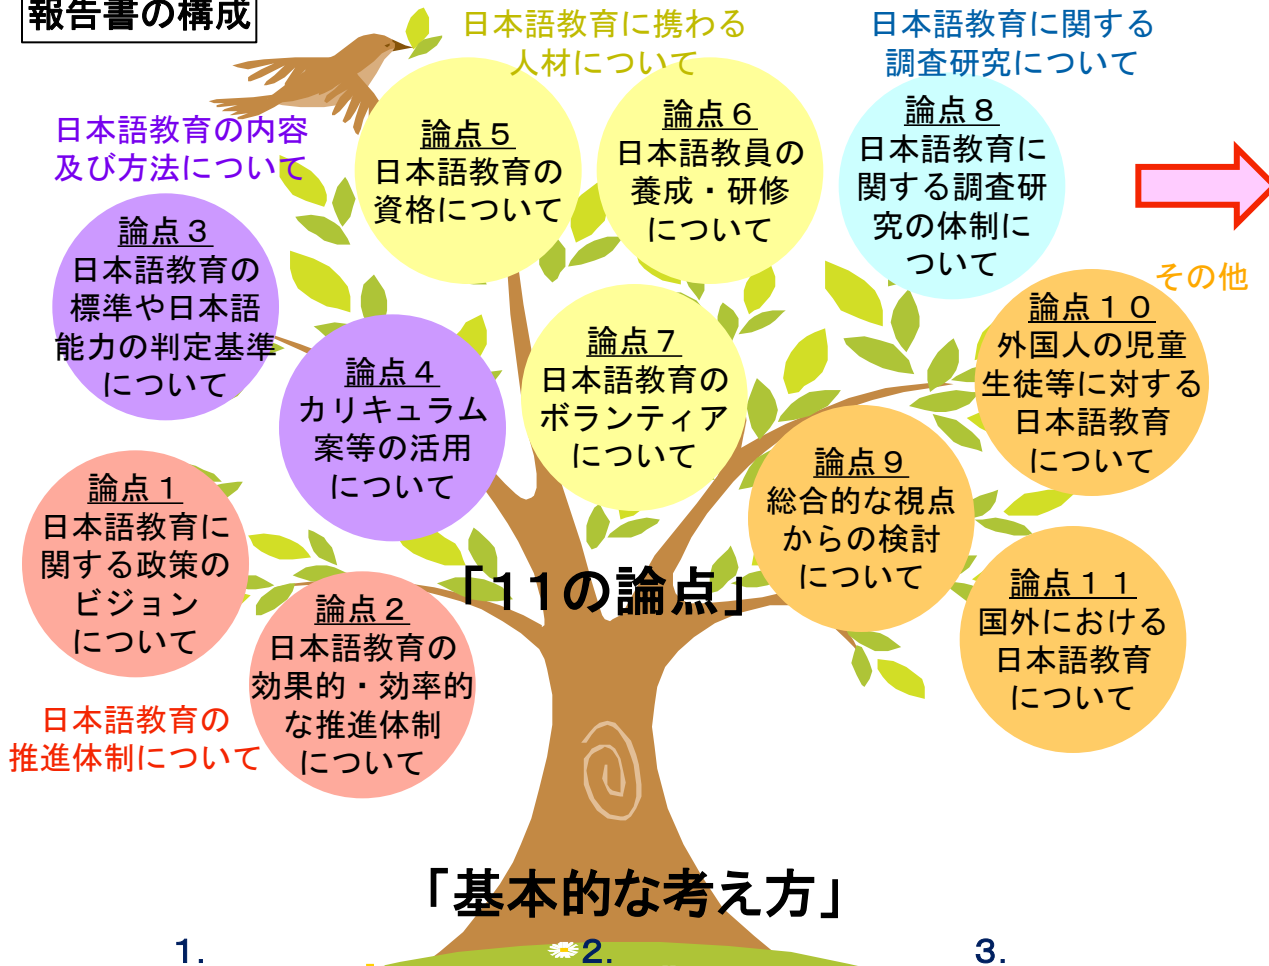 報告書の構成
日本語教育に携わる
人材について
日本語教育に関する
調査研究について
日本語教育の内容
及び方法について
論点５
日本語教育の
資格について
論点６
日本語教員の
養成・研修
について
論点８
日本語教育に
関する調査研
究の体制に
ついて
論点３
日本語教育の
標準や日本語
能力の判定基準
について
その他
論点１０
外国人の児童
生徒等に対する
日本語教育
について
論点４
カリキュラム
案等の活用
について
論点７
日本語教育の
ボランティア
について
論点９
総合的な視点
からの検討
について
論点１
日本語教育に
関する政策の
ビジョン
について
「11の論点」
論点２
日本語教育の
効果的・効率的
な推進体制
について
論点１１
国外における
日本語教育
について
日本語教育の
推進体制について
「基本的な考え方」
1.
2.
3.